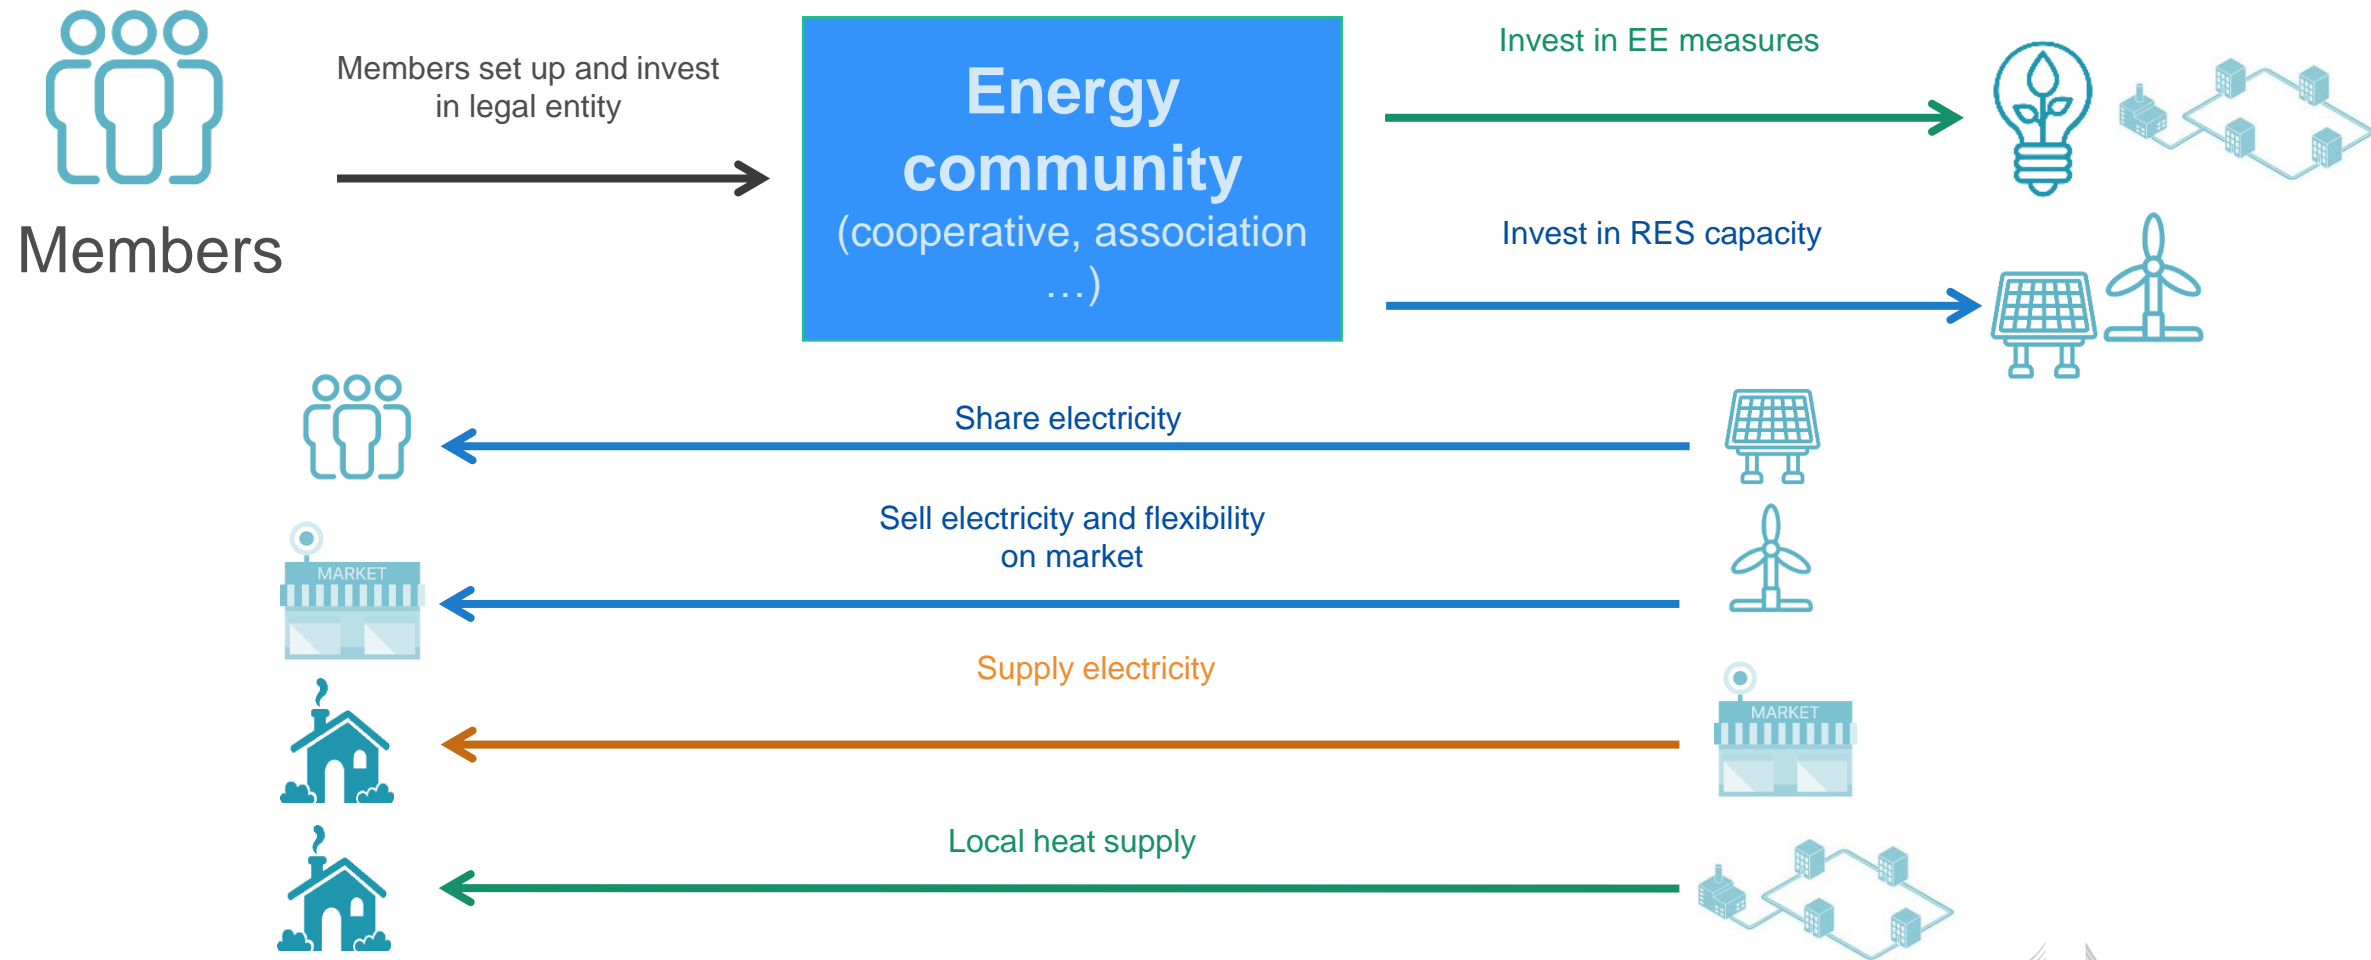 Members set up and invest
in legal entity
Members
Energy
community
(cooperative, association
…)
Invest in EE measures
Invest in RES capacity
Share electricity
Sell electricity and flexibility
on market
MARKET
Supply electricity
MARKET
Local heat supply